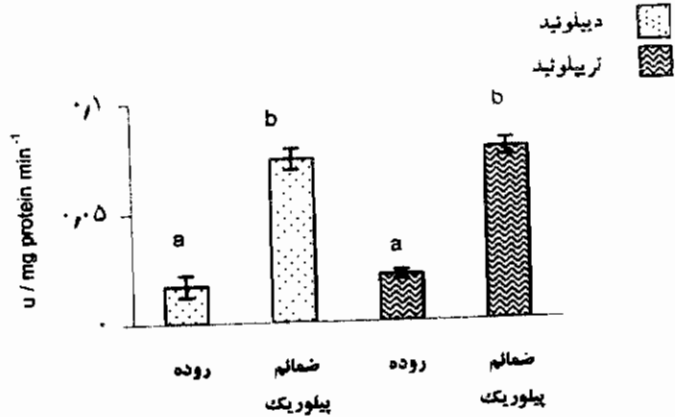 دیپلوئید
تریپلوئید
۰٫۱
۰٫۰۵
۰
u / mg protein min⁻¹
a
b
a
b
روده
ضمائم
پیلوریک
روده
ضمائم
پیلوریک